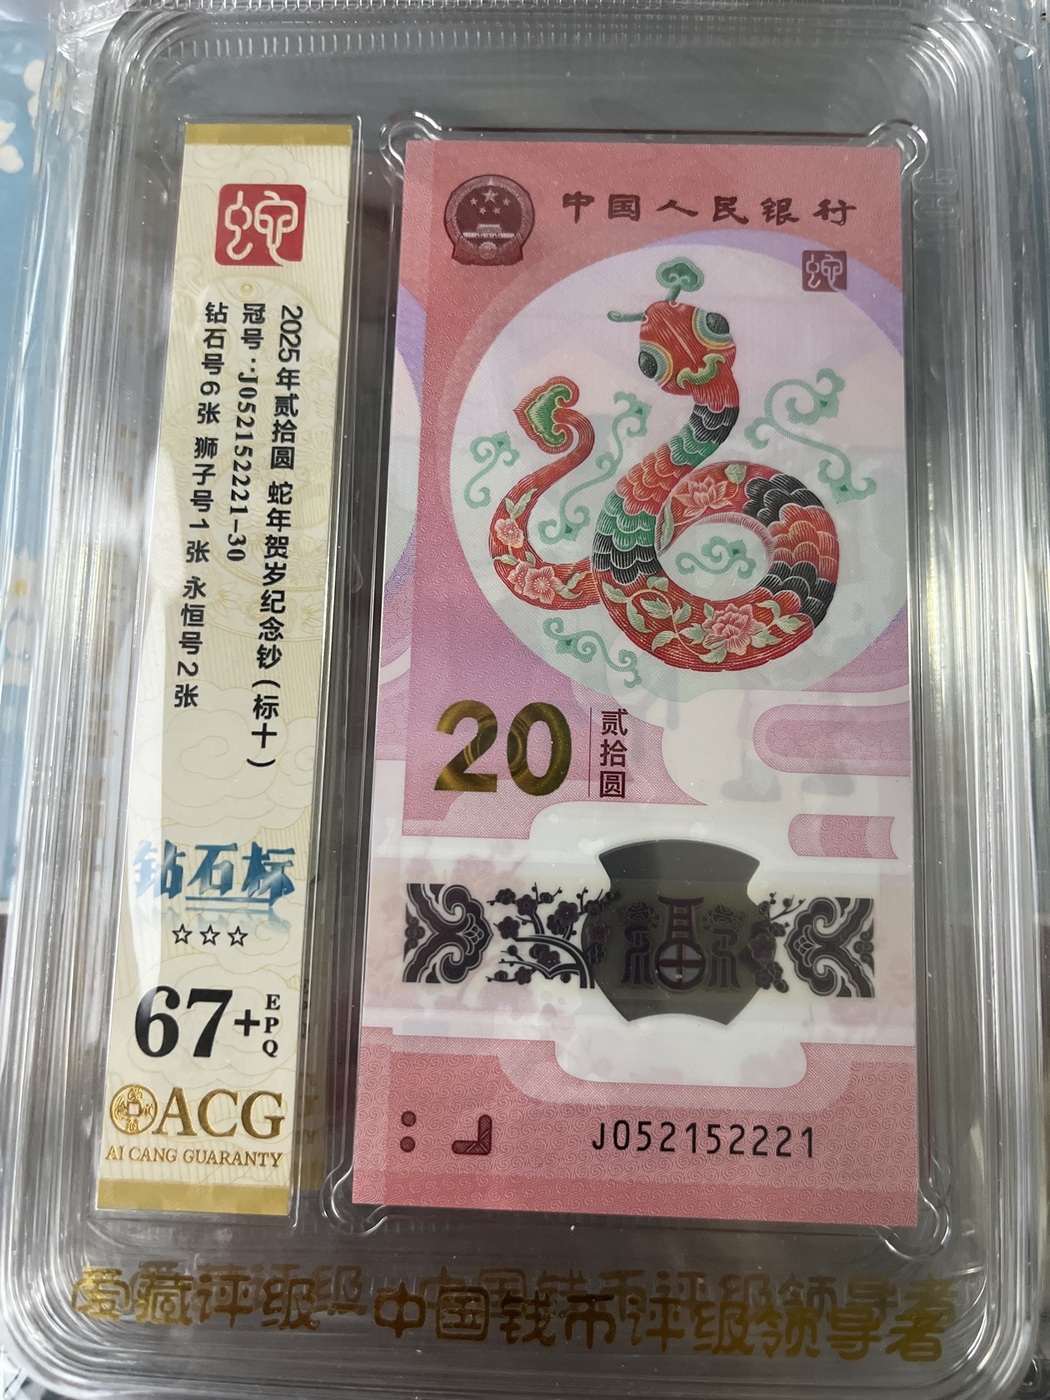 蛇
2025年贰拾圆 蛇年贺岁纪念钞(标十)
冠号:J052152221-30
钻石号6张 狮子号1张 永恒号2张
钻石标
☆☆☆
67+
EPQ
ACG
AI CANG GUARANTY
中国人民银行
蛇
20
贰拾圆
福
J052152221
爱藏评级-中国钱币评级领导者